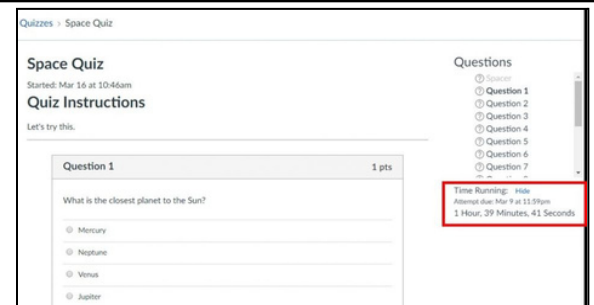 Quizzes › Space Quiz
Space Quiz
Started: Mar 16 at 10:46am
Quiz Instructions
Let's try this.
Question 1
1 pts
What is the closest planet to the Sun?
Mercury
Neptune
Venus
Jupiter
Questions
Spacer
Question 1
Question 2
Question 3
Question 4
Question 5
Question 6
Question 7
Time Running: Hide
Attempt due: Mar 9 at 11:59pm
1 Hour, 39 Minutes, 41 Seconds